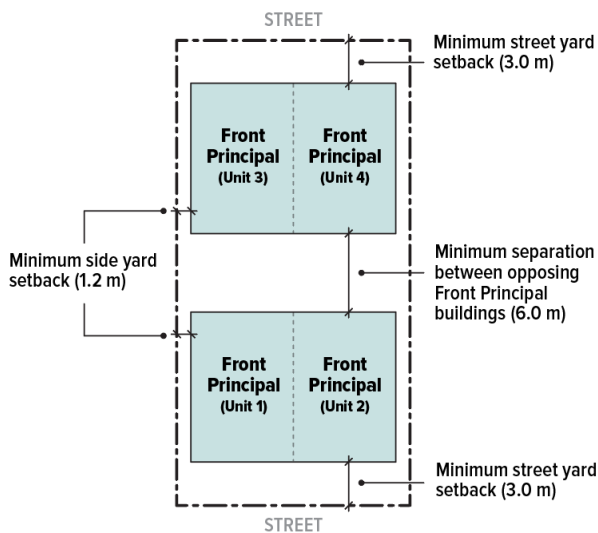 STREET
Minimum street yard
setback (3.0 m)
Front
Principal
(Unit 3)
Front
Principal
(Unit 4)
Minimum side yard
setback (1.2 m)
Minimum separation
between opposing
Front Principal
buildings (6.0 m)
Front
Principal
(Unit 1)
Front
Principal
(Unit 2)
Minimum street yard
setback (3.0 m)
STREET